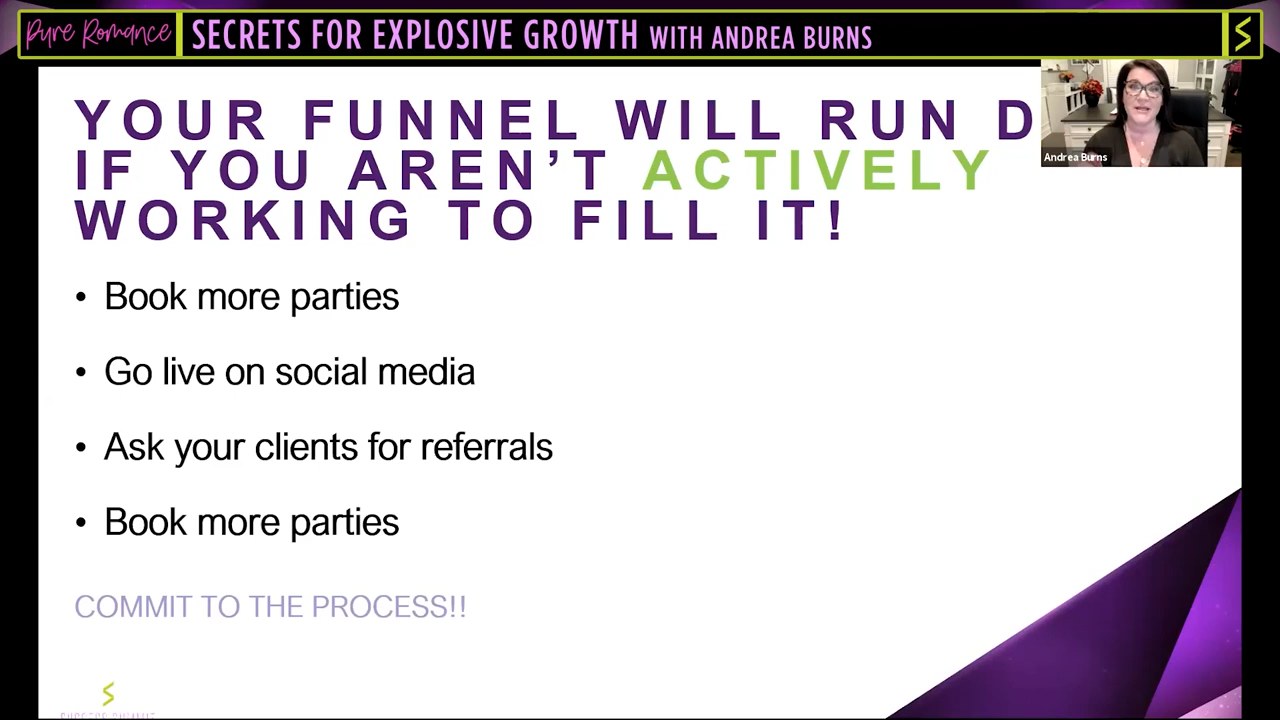 Pure Romance SECRETS FOR EXPLOSIVE GROWTH WITH ANDREA BURNS
YOUR FUNNEL WILL RUN D
IF YOU AREN’T ACTIVELY
WORKING TO FILL IT!
Andrea Burns
• Book more parties
• Go live on social media
• Ask your clients for referrals
• Book more parties
COMMIT TO THE PROCESS!!